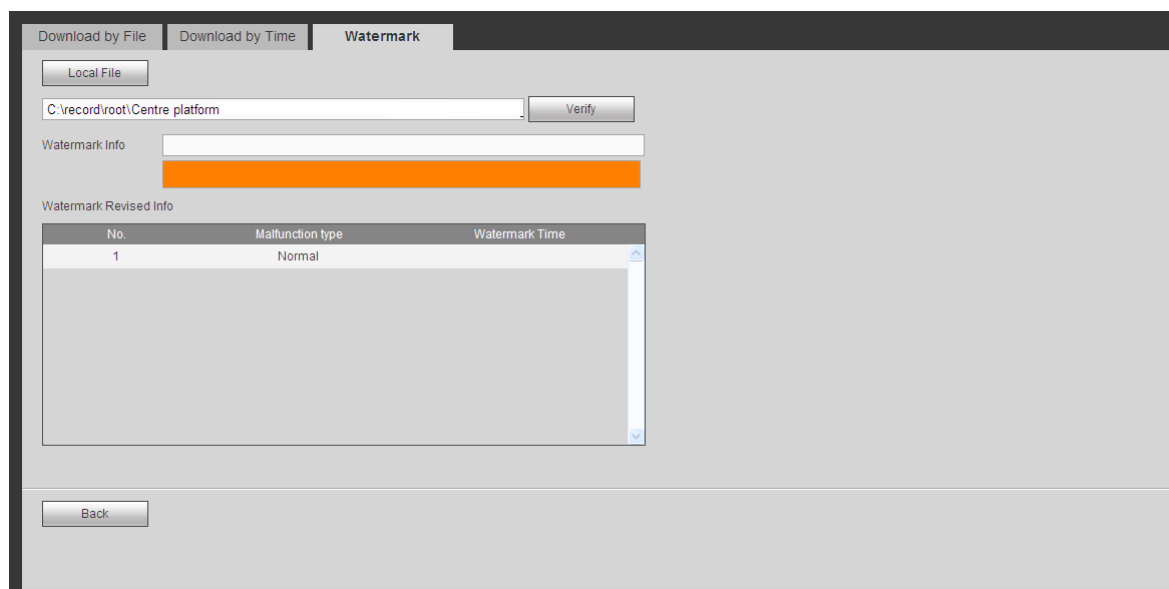 Download by File Download by Time Watermark
Local File
C:\record\root\Centre platform Verify
Watermark Info
Watermark Revised Info
No. Malfunction type Watermark Time
1 Normal
Back